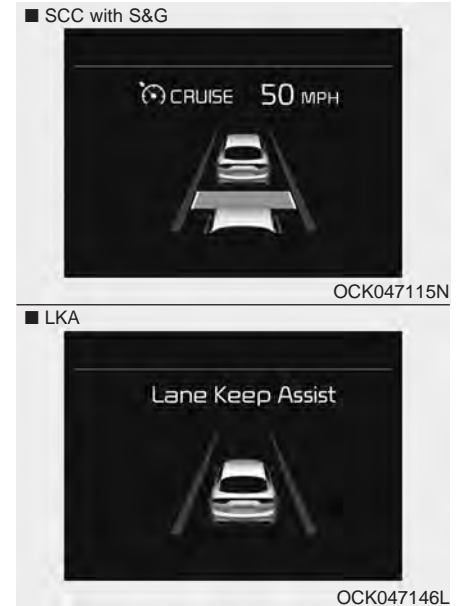 ■ SCC with S&G
CRUISE 50 MPH
OCK047115N
■ LKA
Lane Keep Assist
OCK047146L